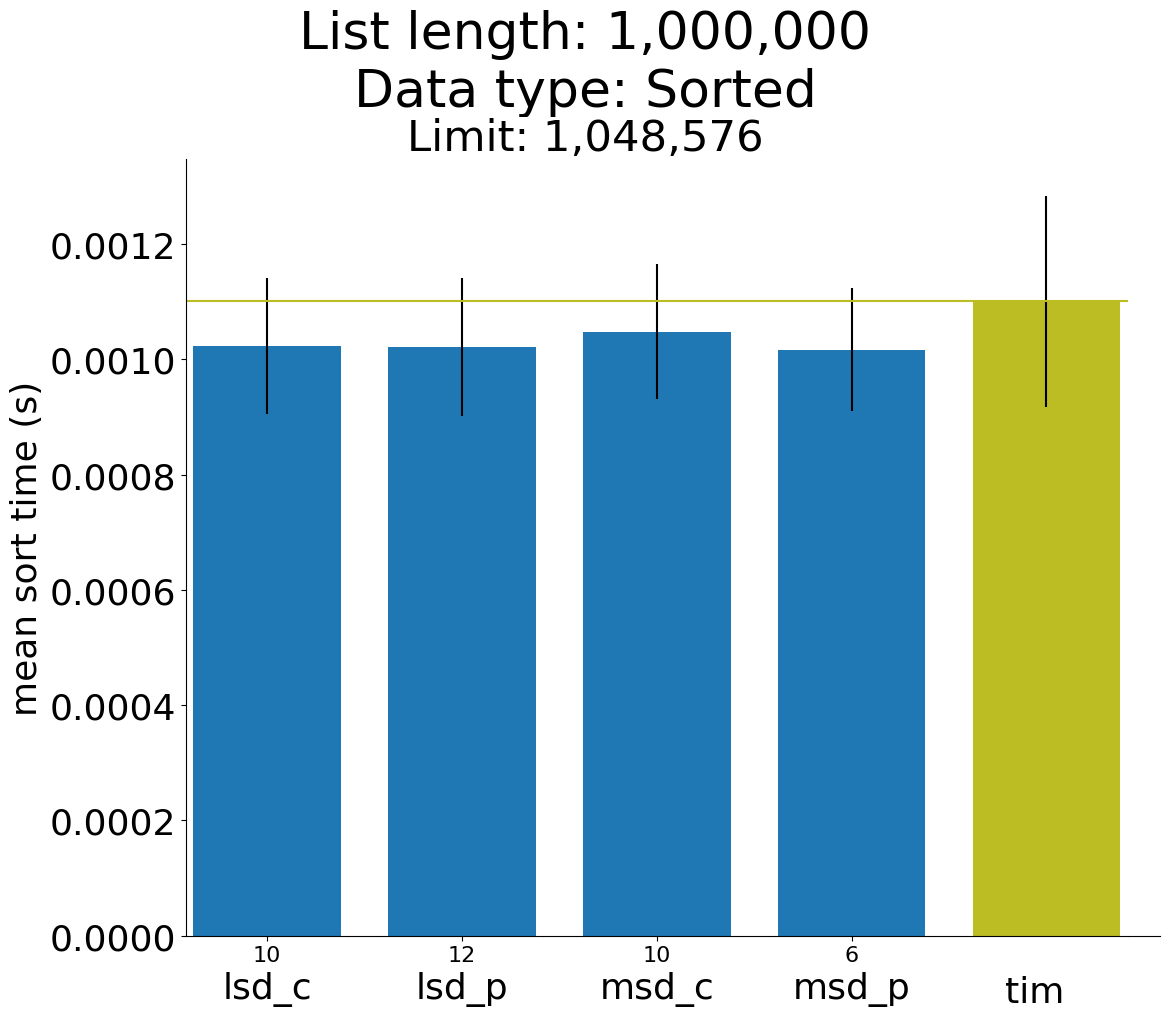 List length: 1,000,000
Data type: Sorted
Limit: 1,048,576
mean sort time (s)
0.0012
0.0010
0.0008
0.0006
0.0004
0.0002
0.0000
10 12 10 6
lsd_c lsd_p msd_c msd_p tim